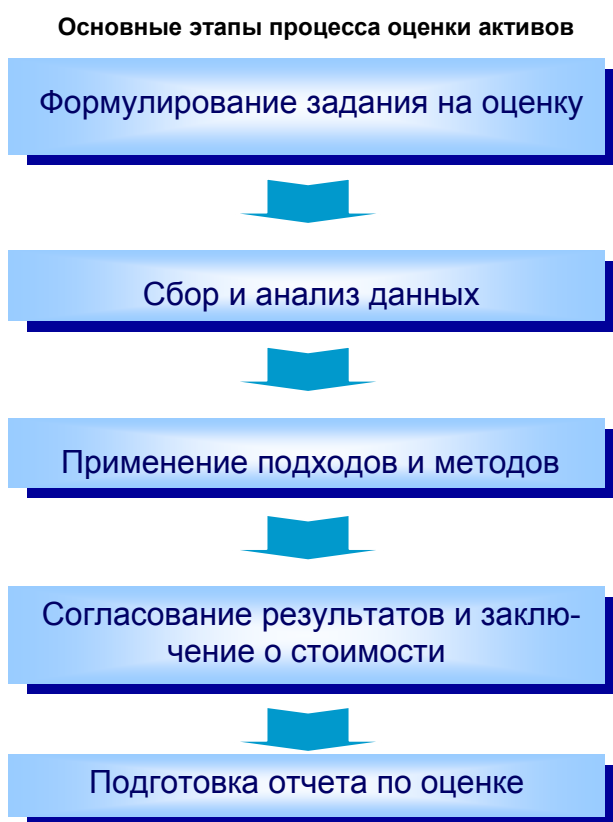 Основные этапы процесса оценки активов
Формулирование задания на оценку
Сбор и анализ данных
Применение подходов и методов
Согласование результатов и заклю-
чение о стоимости
Подготовка отчета по оценке